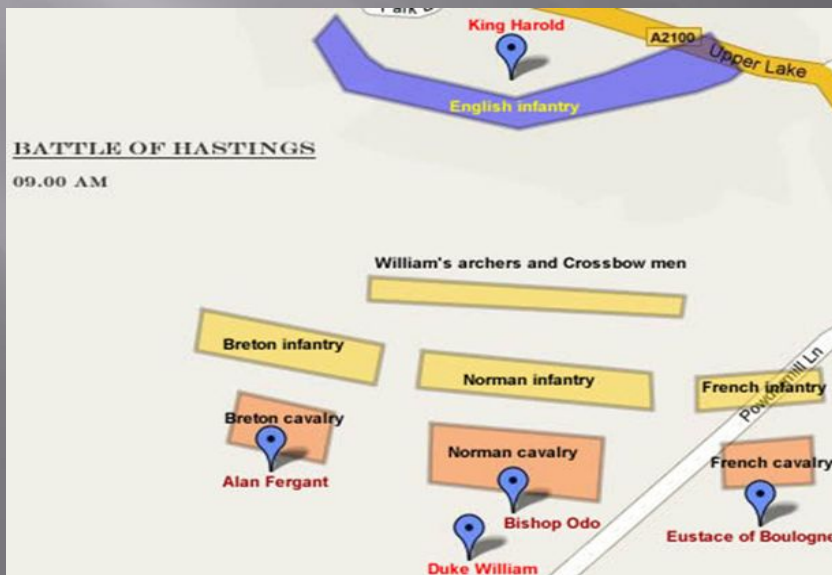 Park
King Harold
A2100
Upper Lake
English infantry
BATTLE OF HASTINGS
09.00 AM
William's archers and Crossbow men
Breton infantry
Norman infantry
French infantry
Powdermill Ln
Breton cavalry
Norman cavalry
French cavalry
Alan Fergant
Bishop Odo
Eustace of Boulogne
Duke William